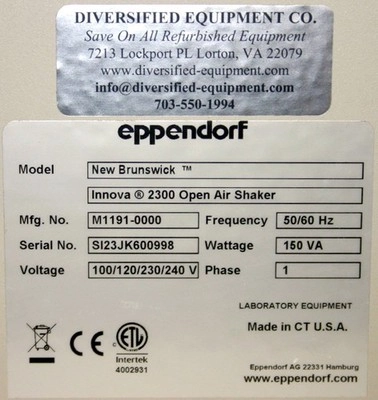 DIVERSIFIED EQUIPMENT CO.
Save On All Refurbished Equipment
7213 Lockport PL Lorton, VA 22079
www.diversified-equipment.com
info@diversified-equipment.com
703-550-1994
eppendorf
Model New Brunswick ™
Innova ® 2300 Open Air Shaker
Mfg. No. M1191-0000 Frequency 50/60 Hz
Serial No. SI23JK600998 Wattage 150 VA
Voltage 100/120/230/240 V Phase 1
LABORATORY EQUIPMENT
Made in CT U.S.A.
CE c ETL us
Intertek
4002931
Eppendorf AG 22331 Hamburg
www.eppendorf.com